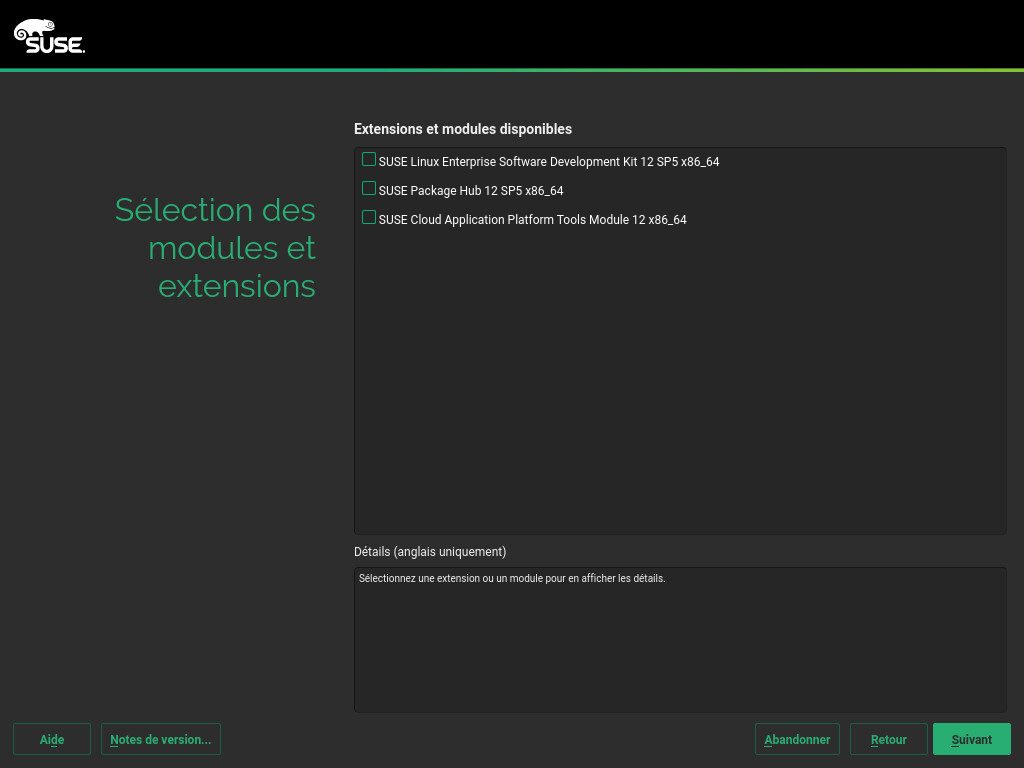 SUSE.
Extensions et modules disponibles
SUSE Linux Enterprise Software Development Kit 12 SP5 x86_64
SUSE Package Hub 12 SP5 x86_64
SUSE Cloud Application Platform Tools Module 12 x86_64
Sélection des
modules et
extensions
Détails (anglais uniquement)
Sélectionnez une extension ou un module pour en afficher les détails.
Aide
Notes de version...
Abandonner
Retour
Suivant